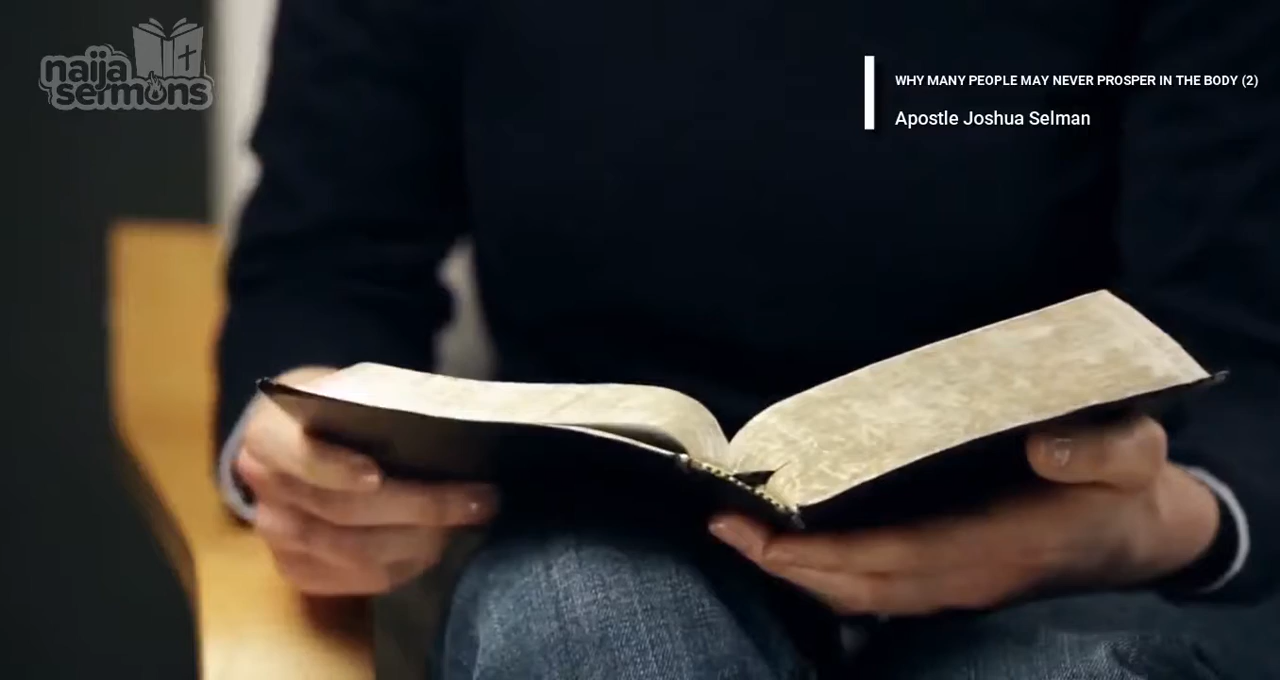 naija
sermons
WHY MANY PEOPLE MAY NEVER PROSPER IN THE BODY (2)
Apostle Joshua Selman